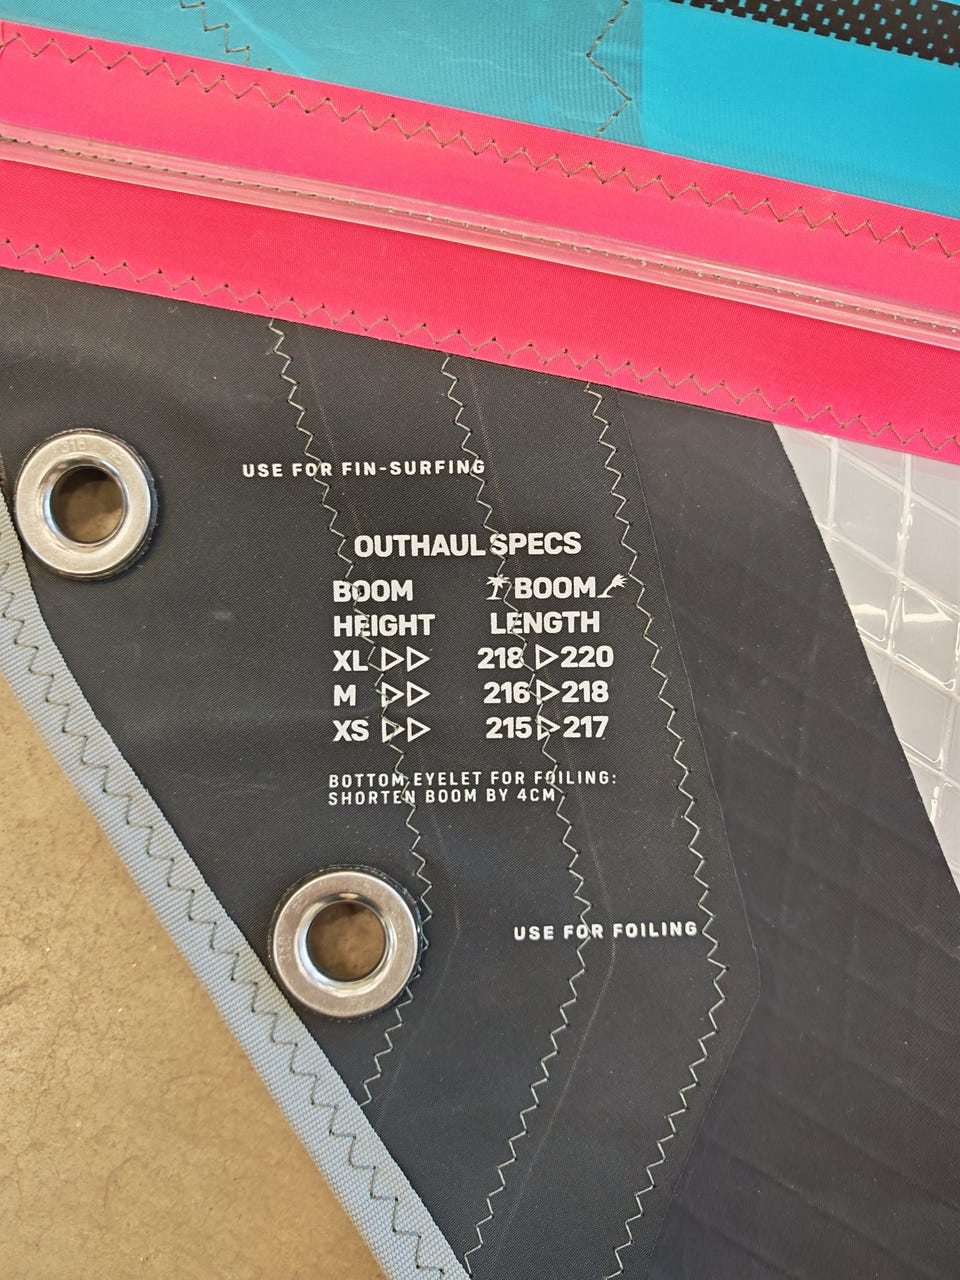 USE FOR FIN-SURFING
OUTHAUL SPECS
BOOM BOOM
HEIGHT LENGTH
XL ▷▷ 218 ▷ 220
M ▷▷ 216 ▷ 218
XS ▷▷ 215 ▷ 217
BOTTOM EYELET FOR FOILING:
SHORTEN BOOM BY 4CM
USE FOR FOILING